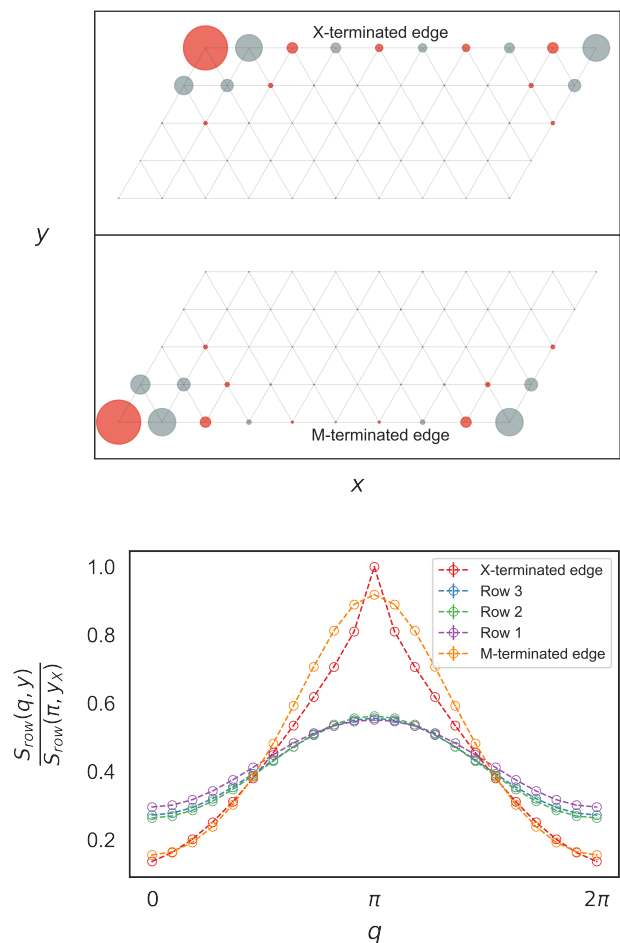 X-terminated edge
y
M-terminated edge
x
X-terminated edge
Row 3
Row 2
Row 1
M-terminated edge
S_row(q, y)
S_row(π, y_X)
1.0
0.8
0.6
0.4
0.2
0
π
2π
q